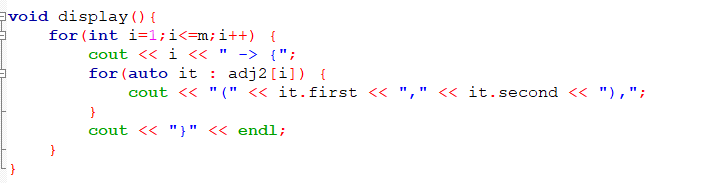 void display(){
for(int i=1;i<=m;i++) {
cout << i << " -> {";
for(auto it : adj2[i]) {
cout << "(" << it.first << "," << it.second << "),";
}
cout << "}" << endl;
}
}